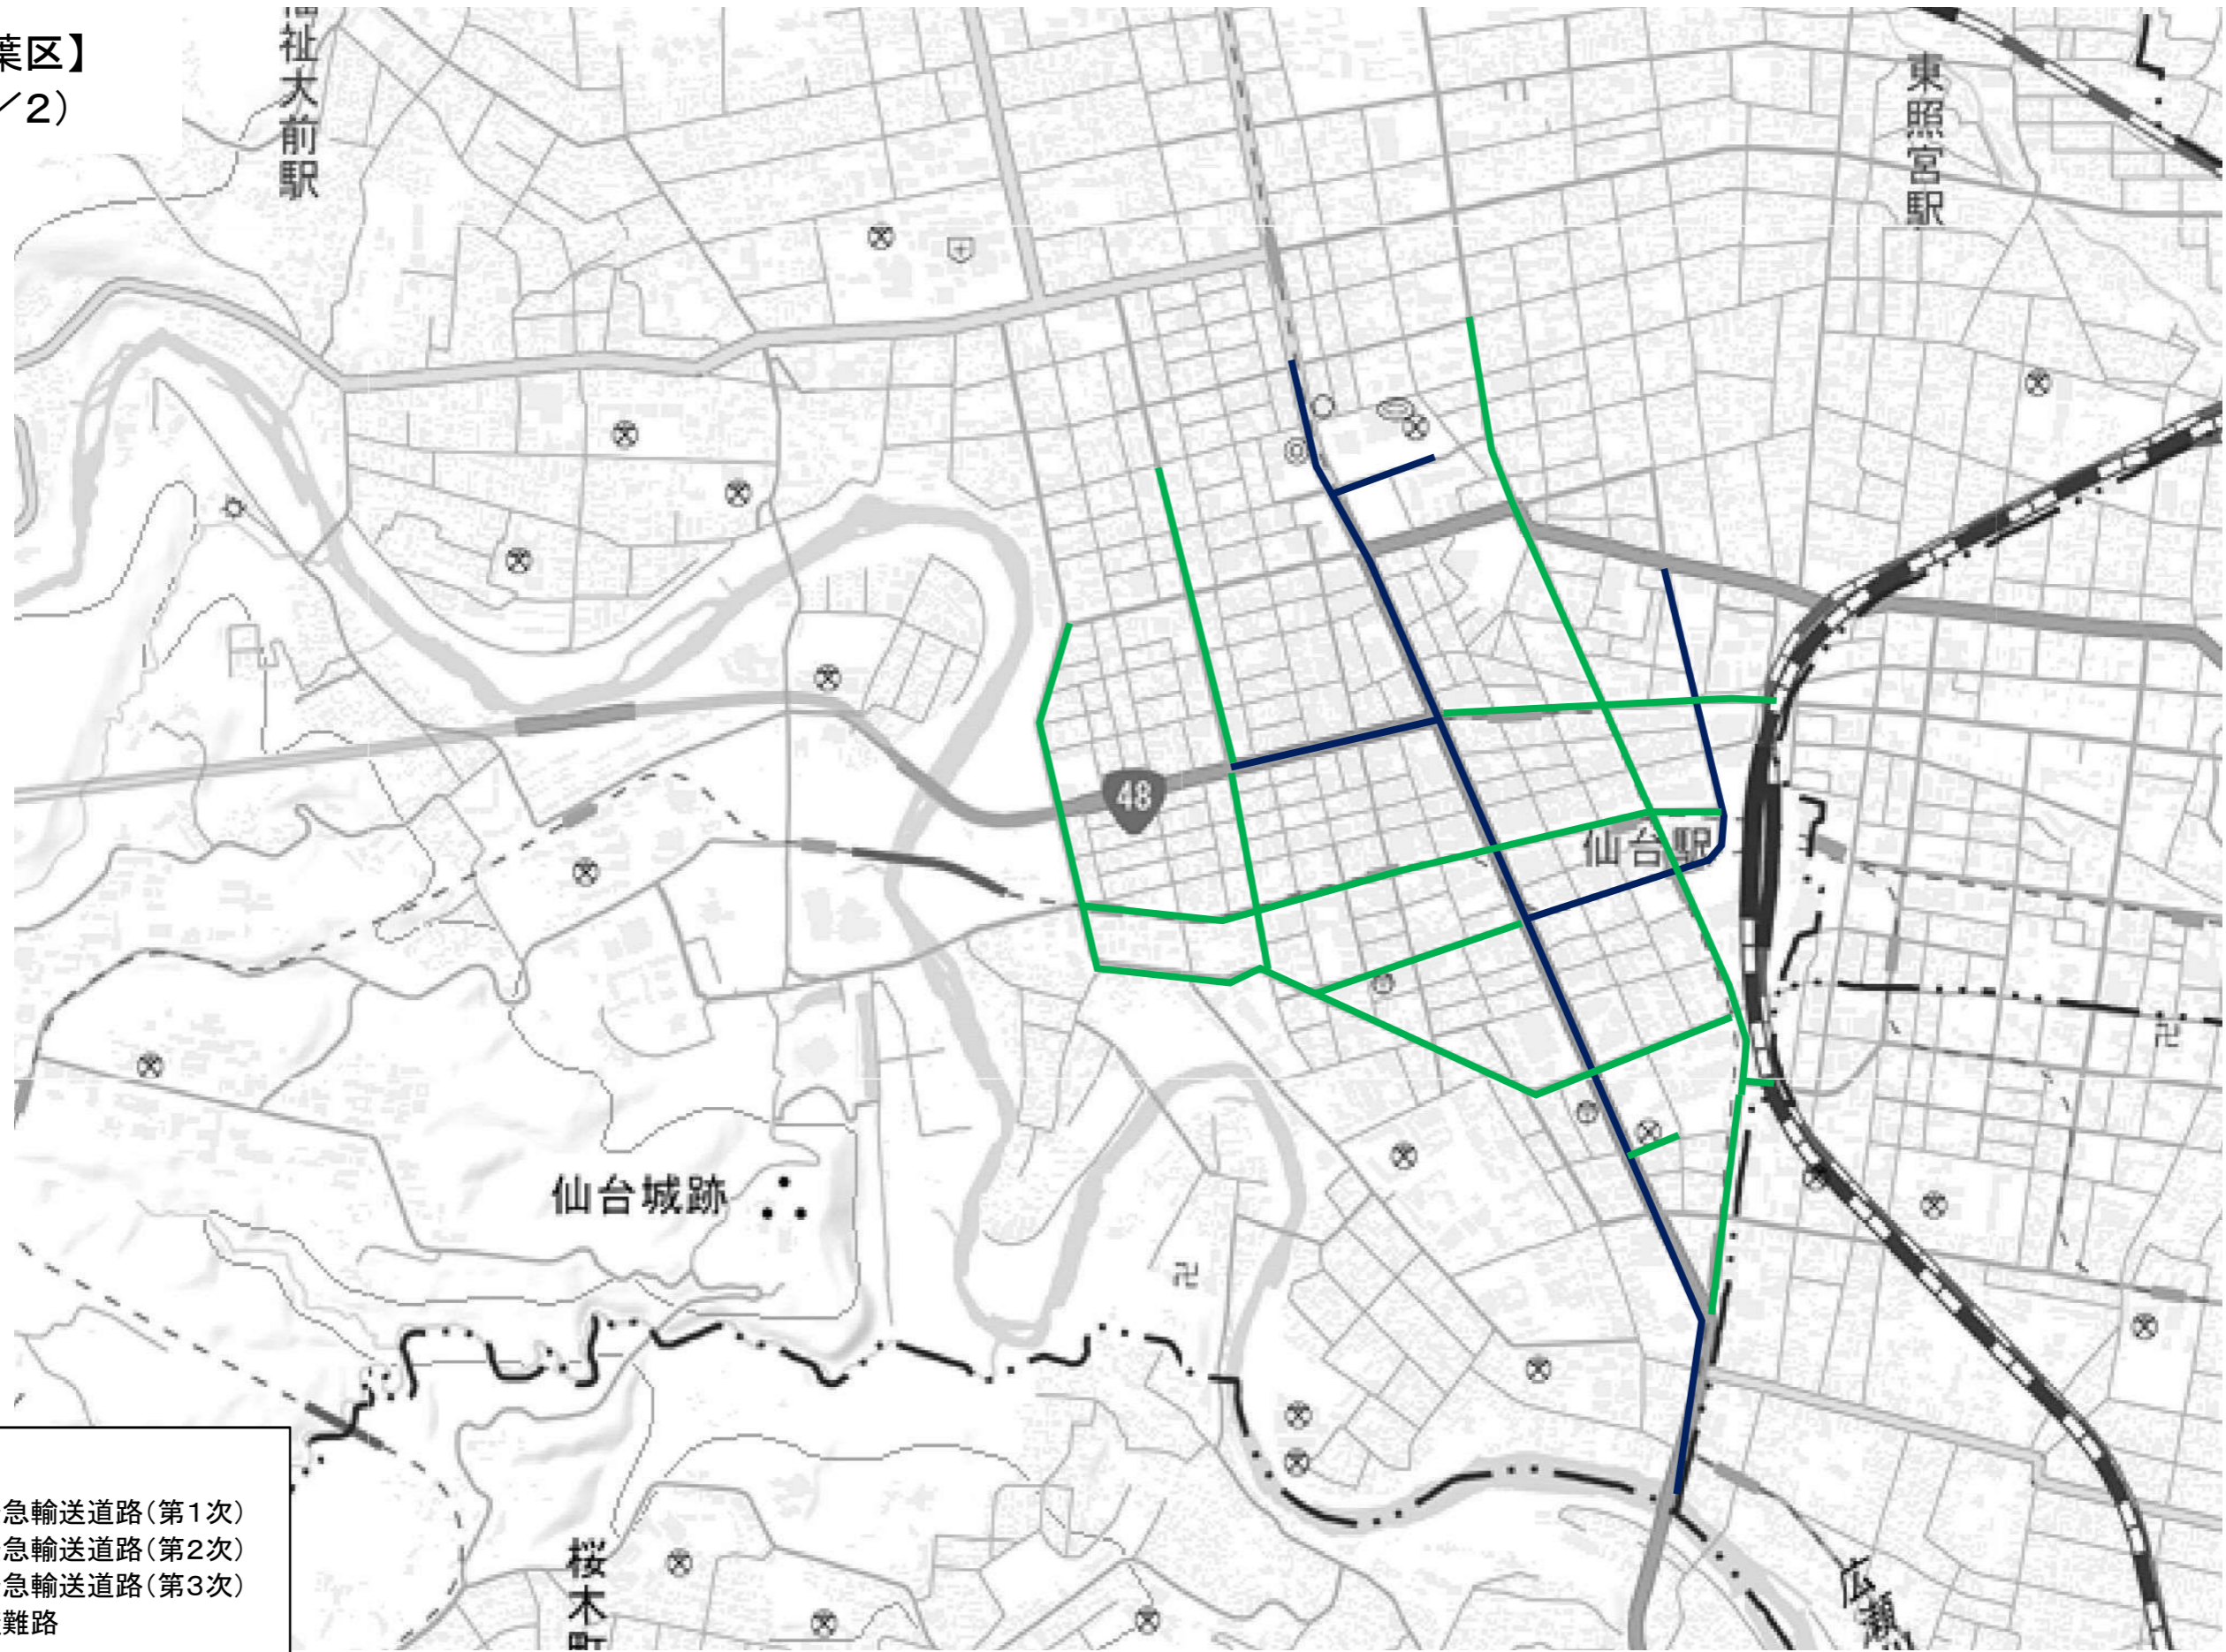 葉区】
／2）
福祉大前駅
東照宮駅
48
仙台駅
仙台城跡
急輸送道路（第1次）
急輸送道路（第2次）
急輸送道路（第3次）
難路
桜木町
広瀬